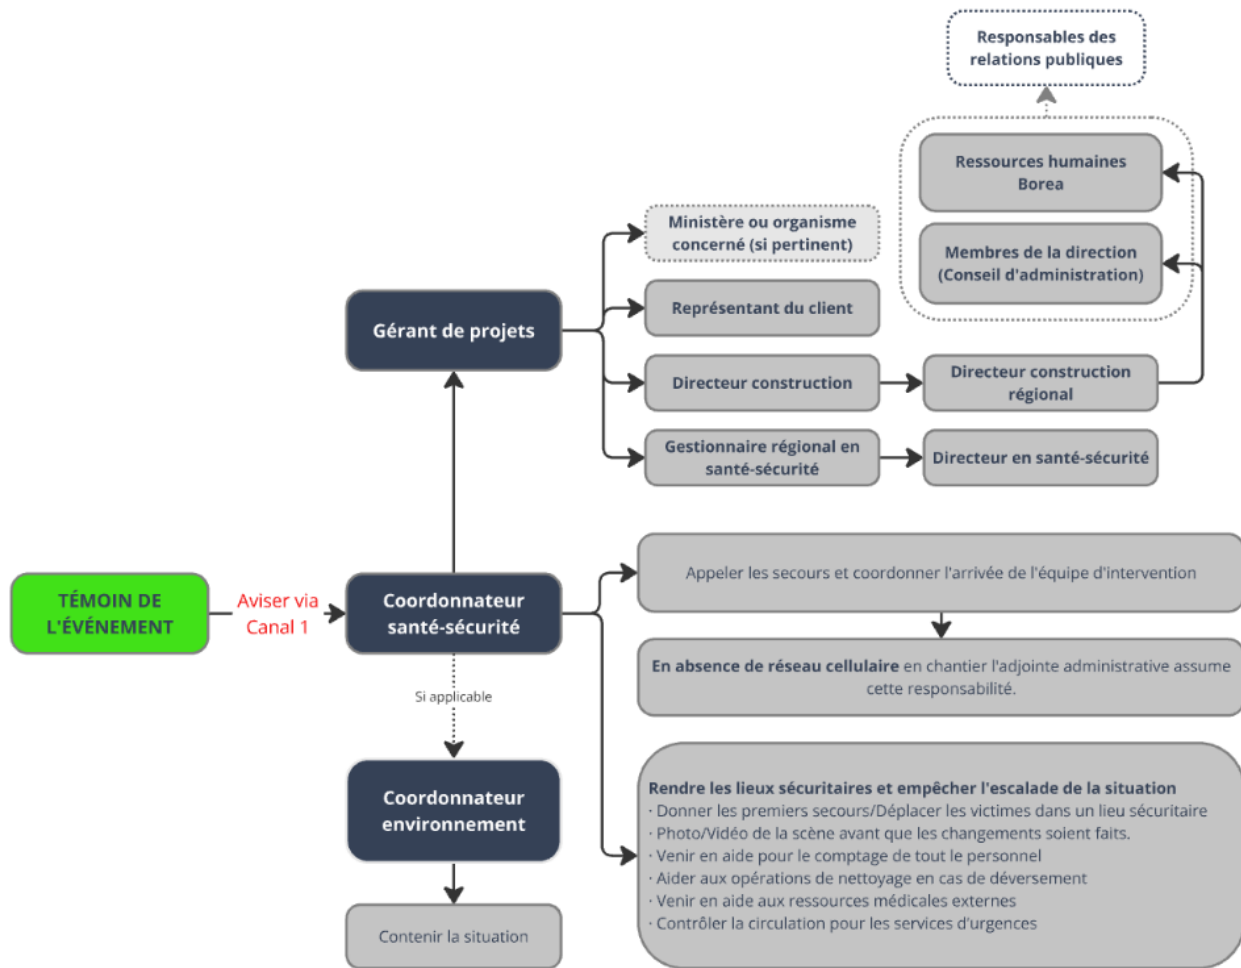 Responsables des
relations publiques
Ressources humaines
Borea
Membres de la direction
(Conseil d'administration)
Ministère ou organisme
concerné (si pertinent)
Représentant du client
Gérant de projets
Directeur construction
Directeur construction
régional
Gestionnaire régional en
santé-sécurité
Directeur en santé-sécurité
TÉMOIN DE
L'ÉVÉNEMENT
Aviser via
Canal 1
Coordonnateur
santé-sécurité
Appeler les secours et coordonner l'arrivée de l'équipe d'intervention
En absence de réseau cellulaire en chantier l'adjointe administrative assume
cette responsabilité.
Si applicable
Coordonnateur
environnement
Contenir la situation
Rendre les lieux sécuritaires et empêcher l'escalade de la situation
· Donner les premiers secours/Déplacer les victimes dans un lieu sécuritaire
· Photo/Vidéo de la scène avant que les changements soient faits.
· Venir en aide pour le comptage de tout le personnel
· Aider aux opérations de nettoyage en cas de déversement
· Venir en aide aux ressources médicales externes
· Contrôler la circulation pour les services d'urgences